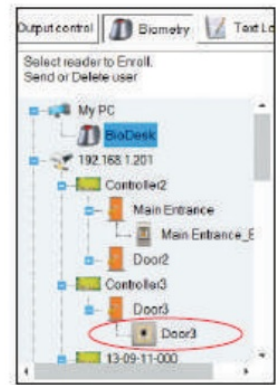 Output control Biometry Text Lo
Select reader to Enroll.
Send or Delete user
My PC
BioDesk
192.168.1.201
Controller2
Main Entrance
Main Entrance_E
Door2
Controller3
Door3
Door3
13-09-11-000